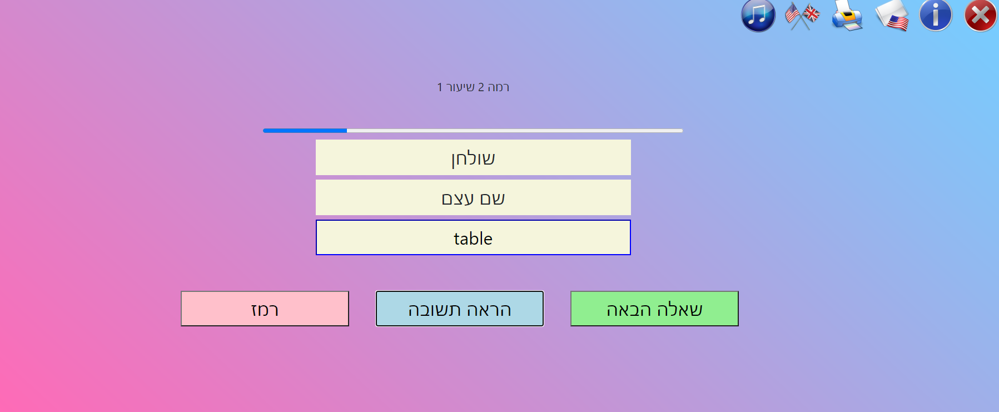 רמה 2 שיעור 1
שולחן
שם עצם
table
שאלה הבאה
הראה תשובה
רמז